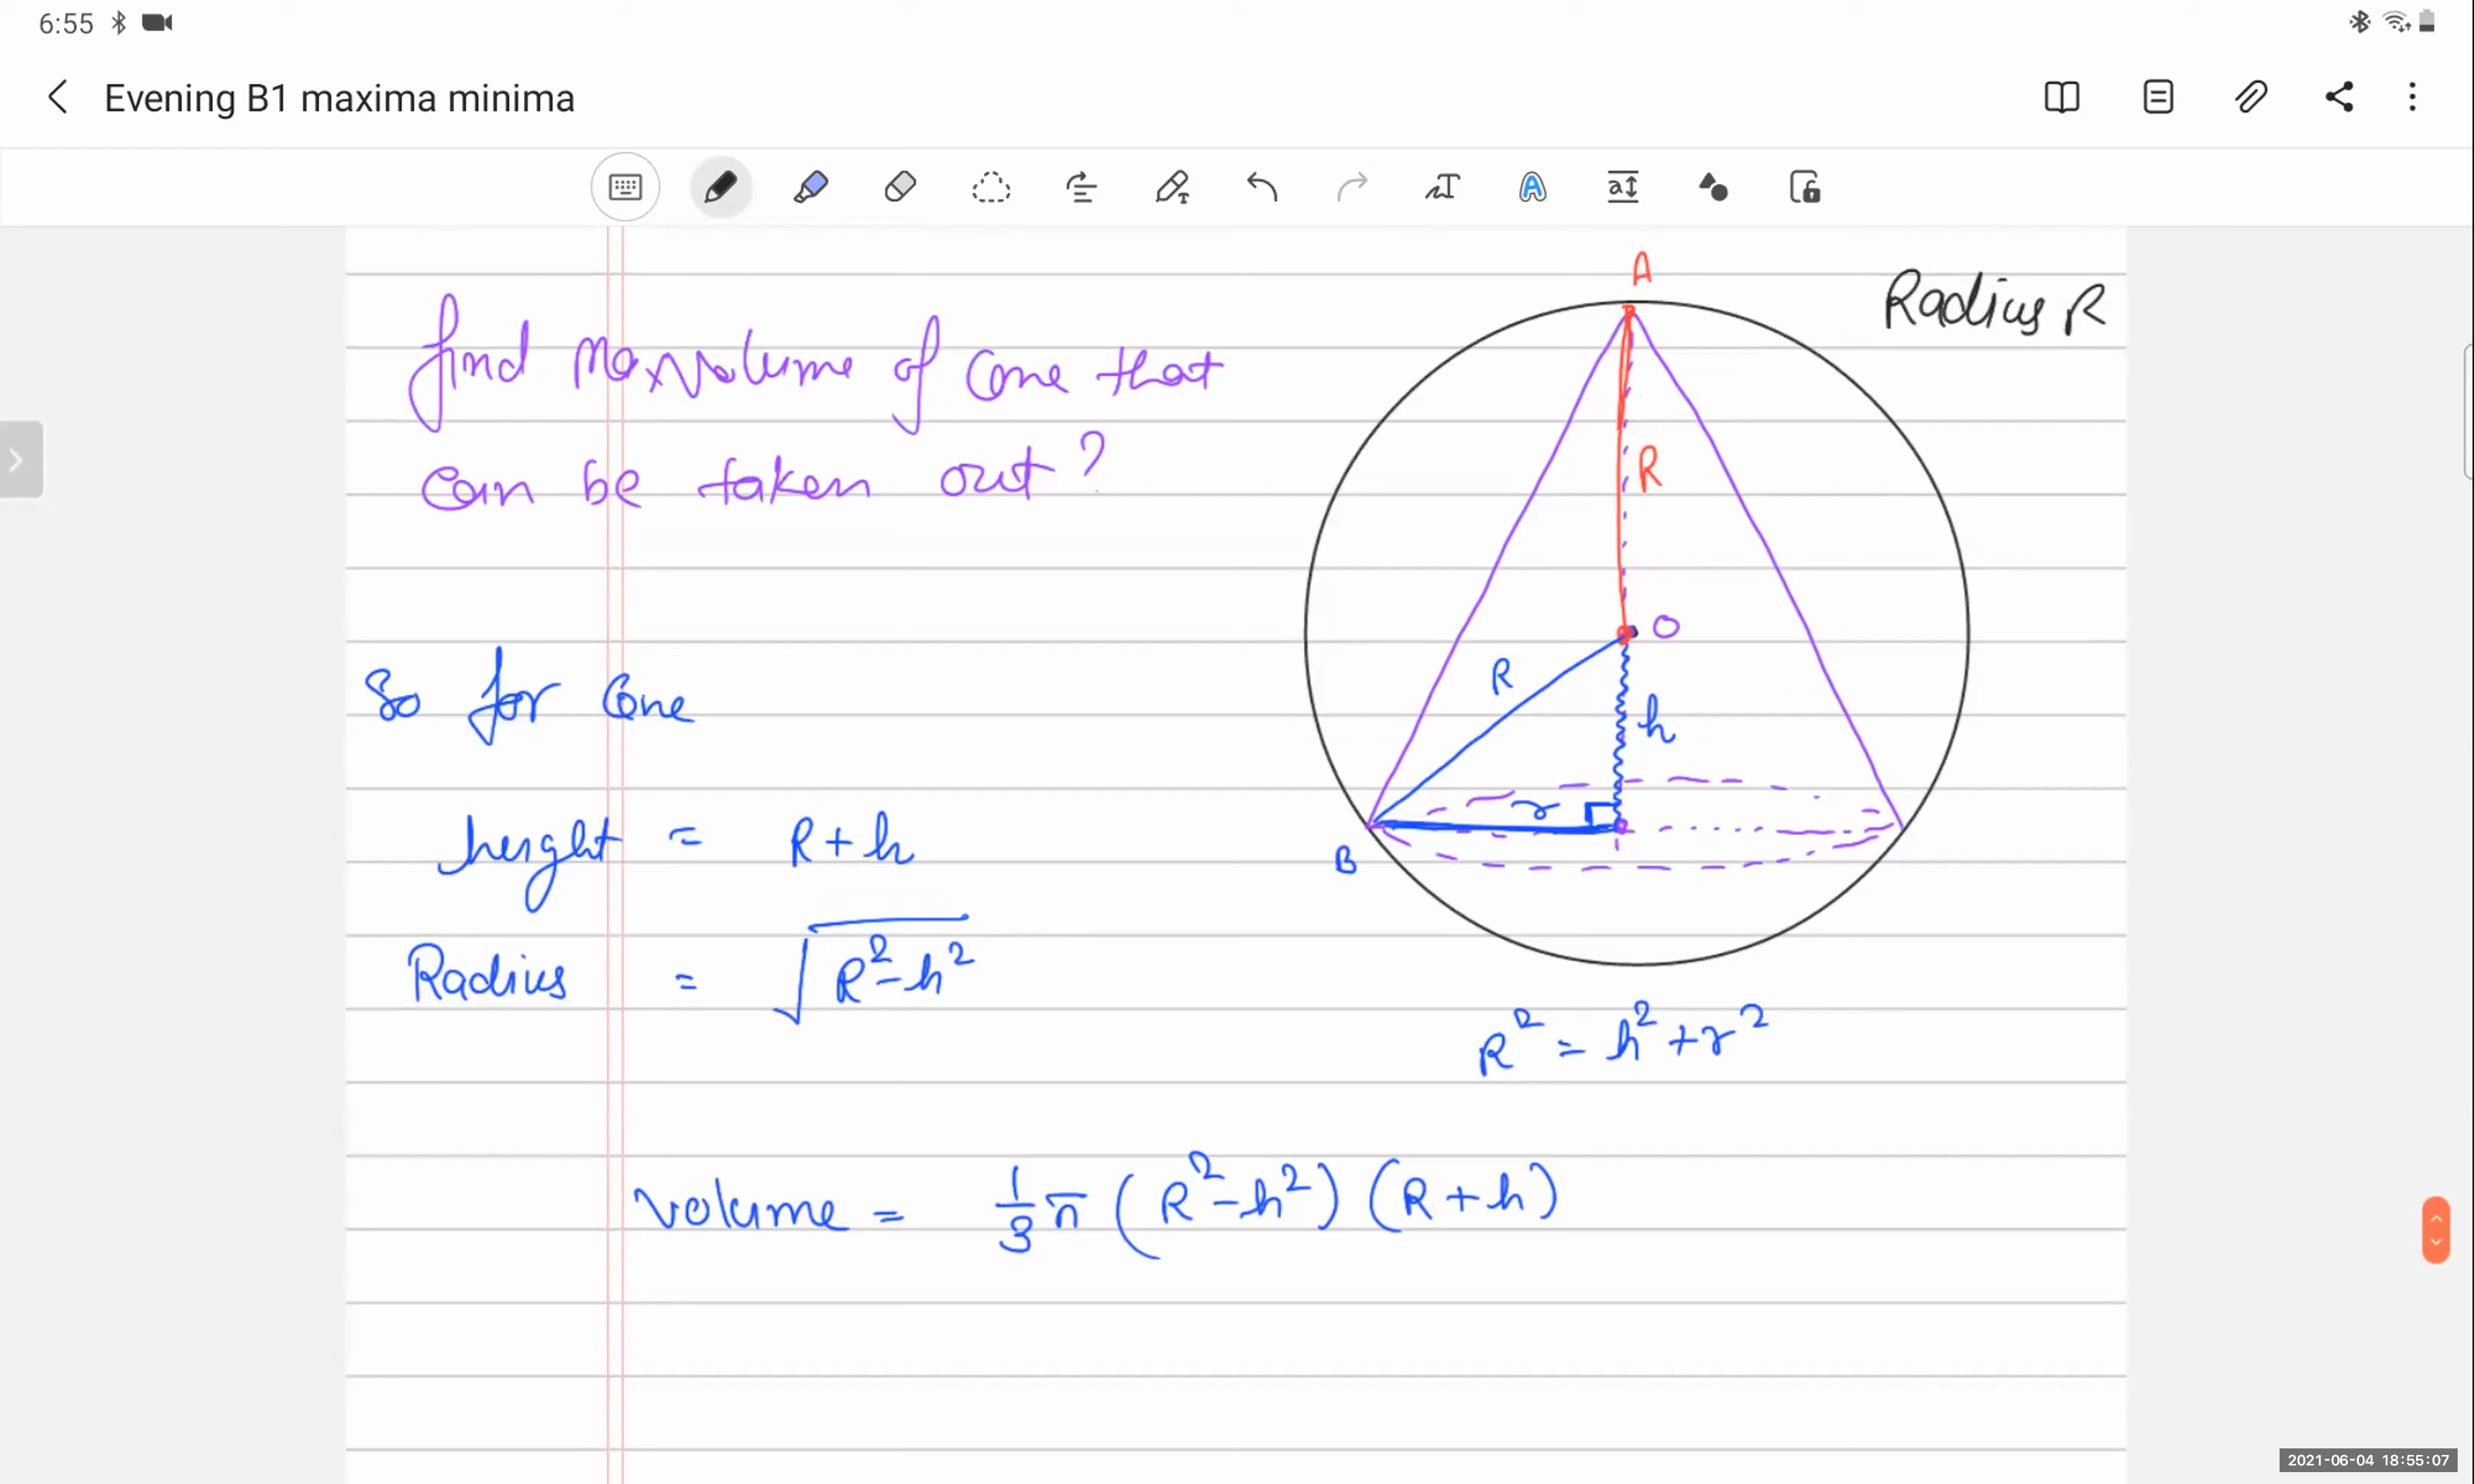 6:55
Evening B1 maxima minima
find Max Volume of Cone that
can be taken out?
Radius R
A
R
O
R
h
r
B
So for Cone
height = R + h
Radius = √(R² - h²)
R² = h² + r²
Volume = 1/3 π (R² - h²) (R + h)
2021-06-04 18:55:07